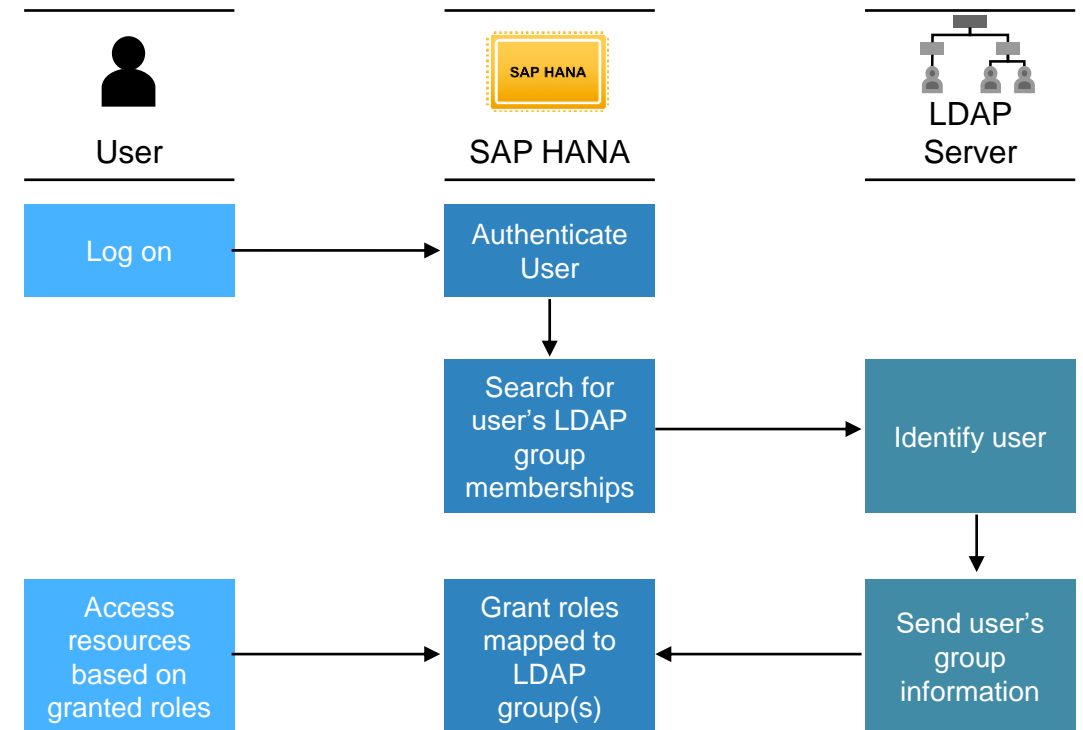 SAP HANA
User
SAP HANA
LDAP
Server
Log on
Authenticate
User
Search for
user’s LDAP
group
memberships
Identify user
Access
resources
based on
granted roles
Grant roles
mapped to
LDAP
group(s)
Send user’s
group
information